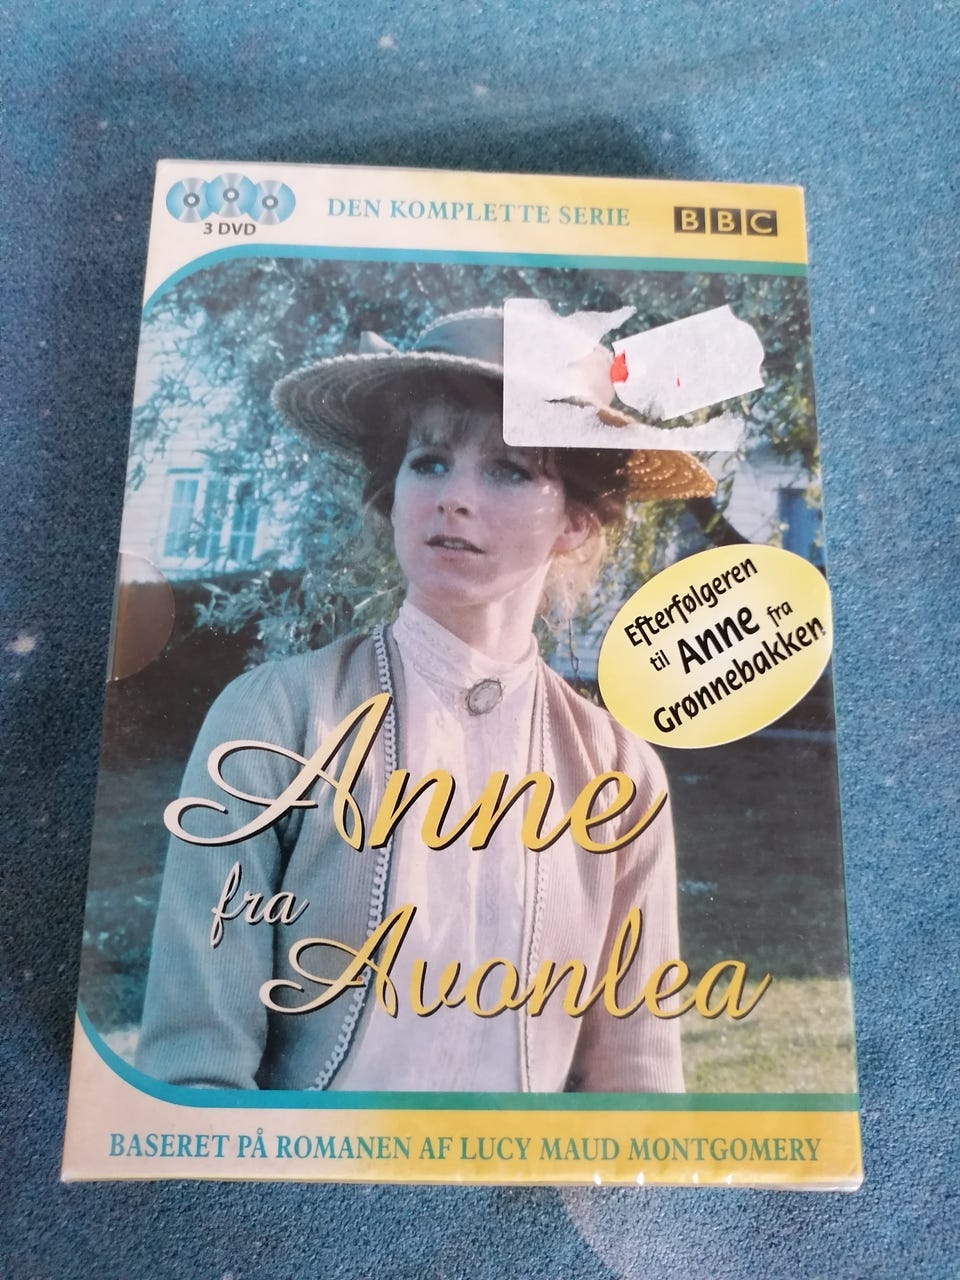 3 DVD
DEN KOMPLETTE SERIE
BBC
Efterfølgeren
til Anne fra
Grønnebakken
Anne
fra
Avonlea
BASERET PÅ ROMANEN AF LUCY MAUD MONTGOMERY